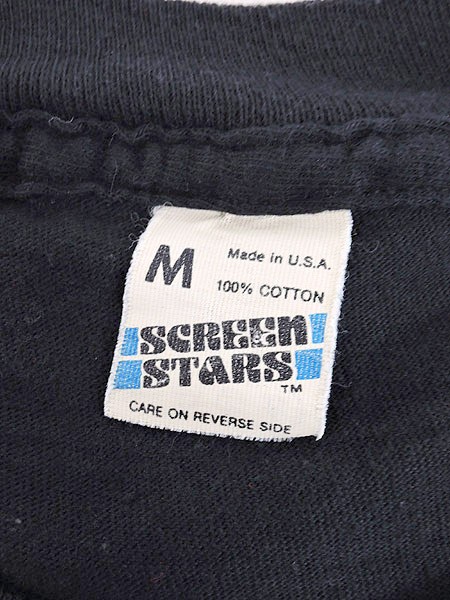 M
Made in U.S.A.
100% COTTON
SCREEN
STARS
TM
CARE ON REVERSE SIDE